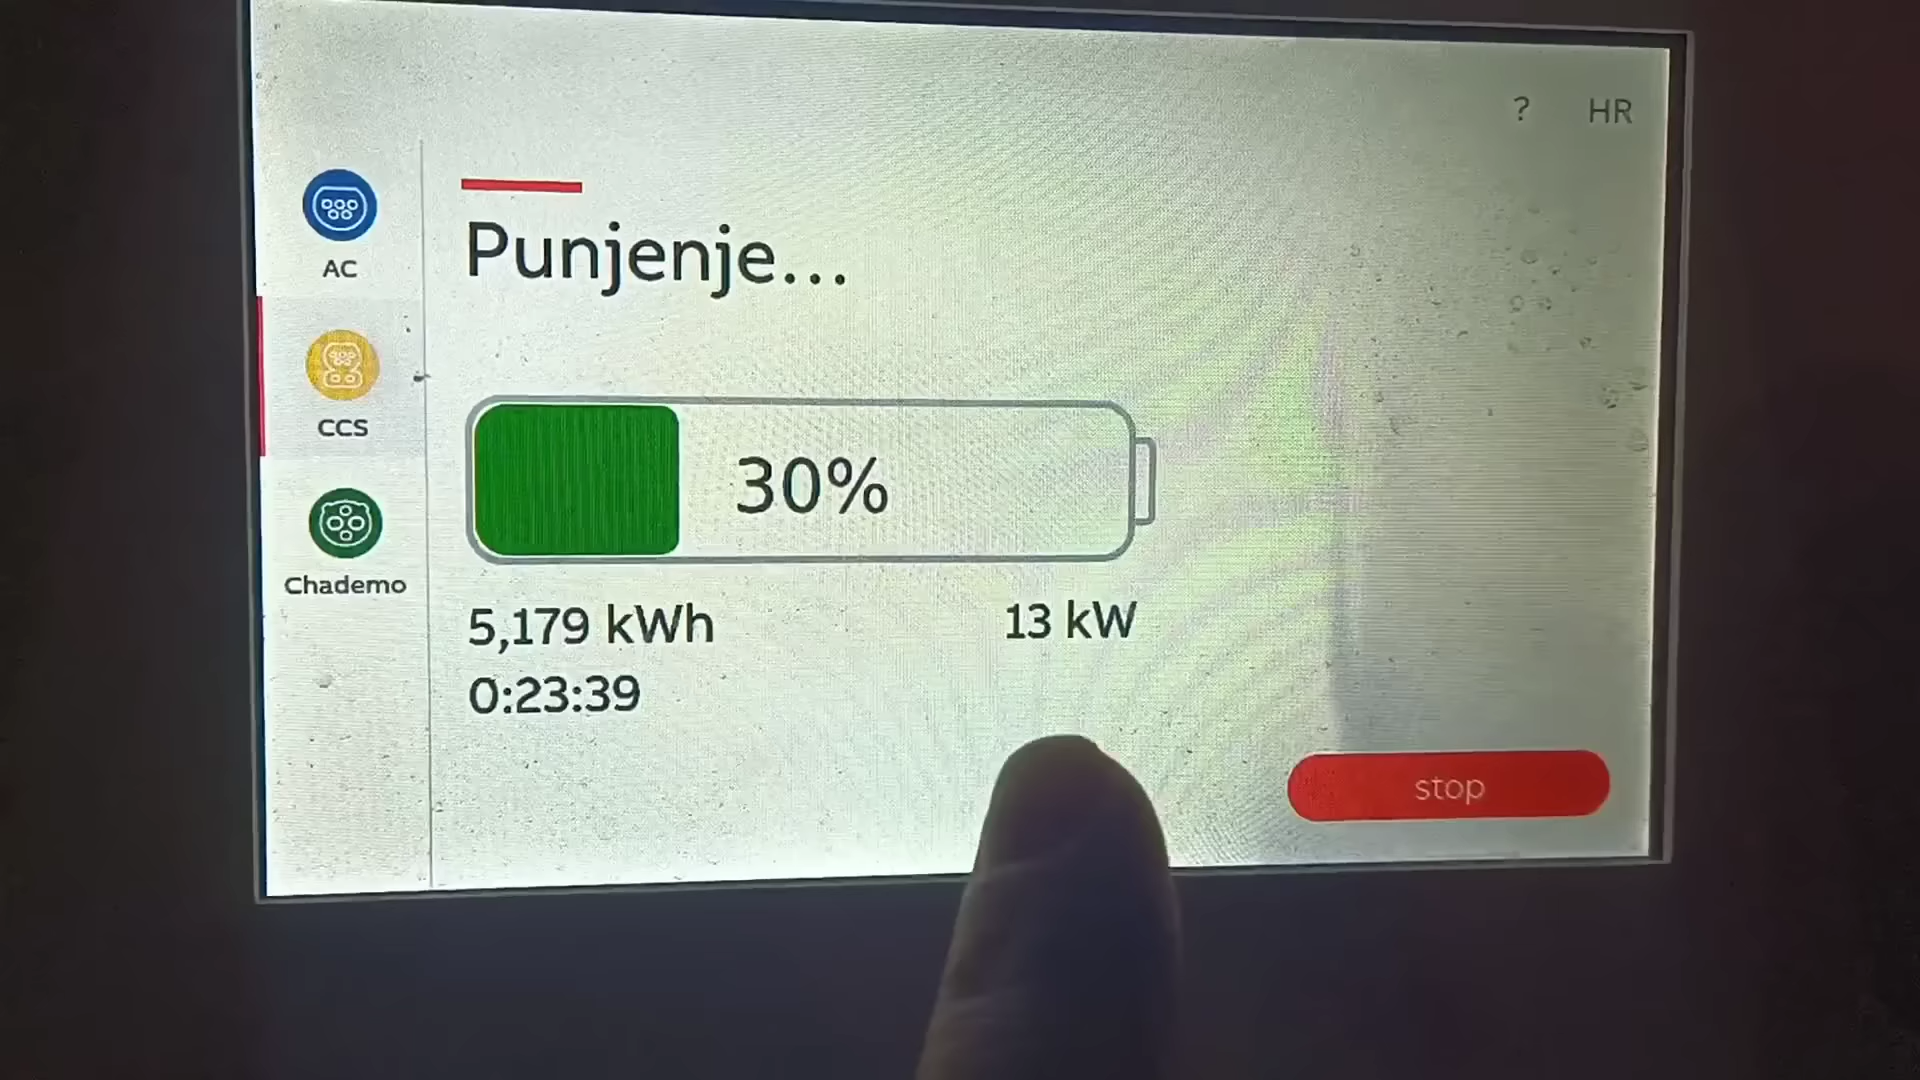 ? HR
AC
CCS
Chademo
Punjenje...
30%
5,179 kWh 13 kW
0:23:39
stop